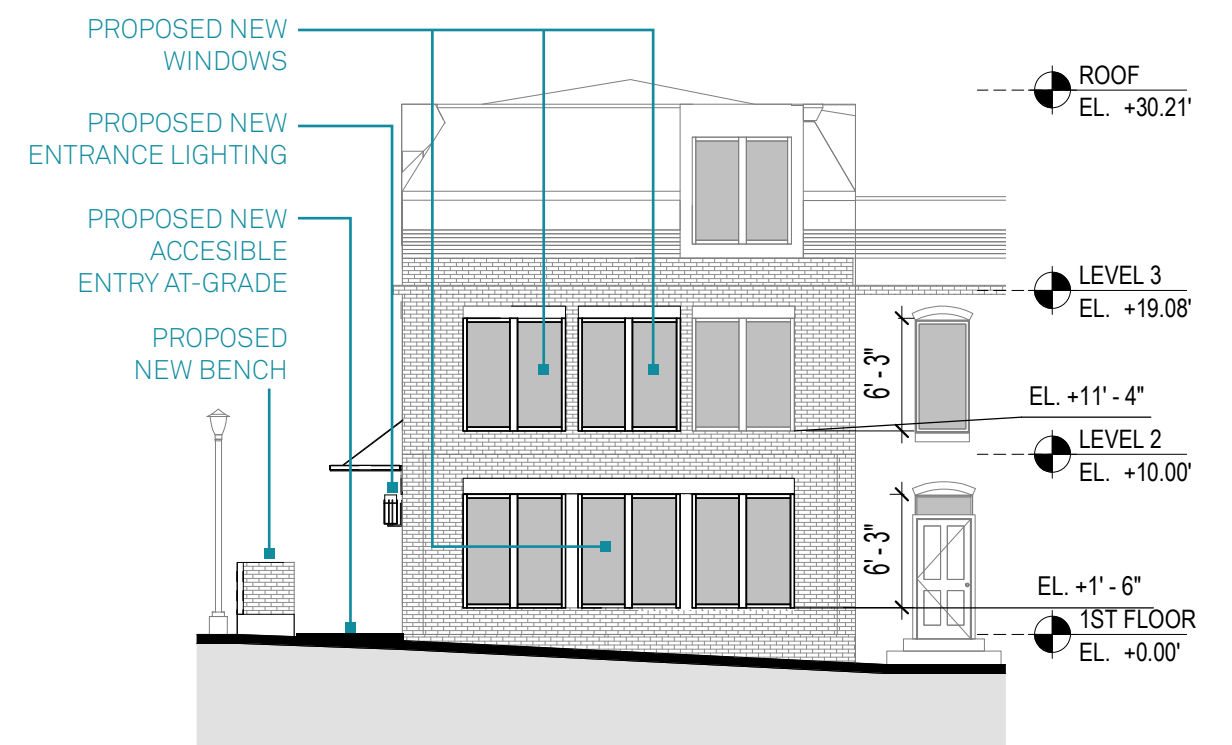 PROPOSED NEW
WINDOWS
PROPOSED NEW
ENTRANCE LIGHTING
PROPOSED NEW
ACCESIBLE
ENTRY AT-GRADE
PROPOSED
NEW BENCH
ROOF
EL. +30.21'
LEVEL 3
EL. +19.08'
6' - 3"
EL. +11' - 4"
LEVEL 2
EL. +10.00'
6' - 3"
EL. +1' - 6"
1ST FLOOR
EL. +0.00'